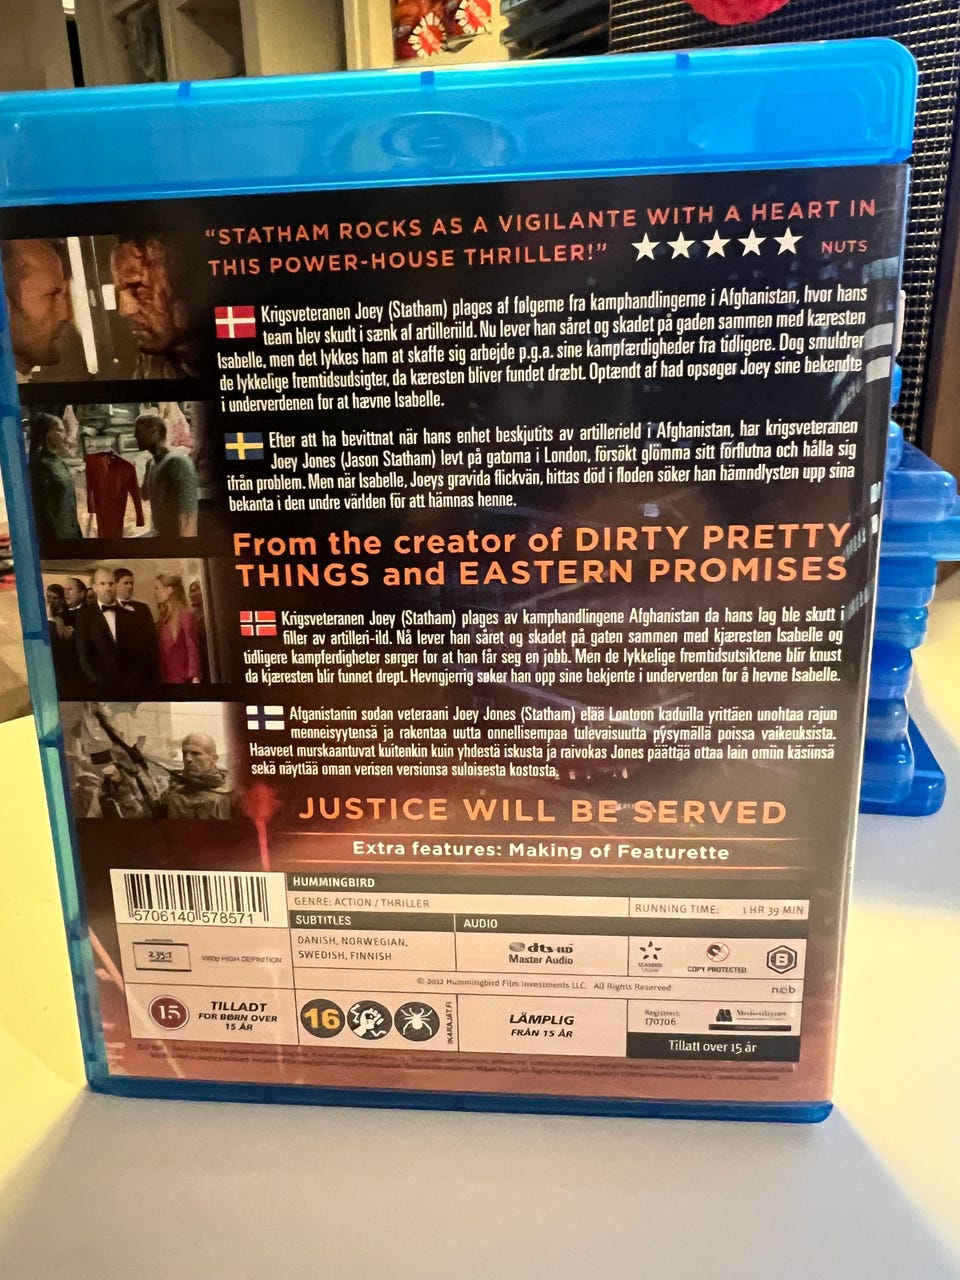 “STATHAM ROCKS AS A VIGILANTE WITH A HEART IN
THIS POWER-HOUSE THRILLER!” ★★★★★ NUTS
Krigsveteranen Joey (Statham) plages af følgerne fra kamphandlingerne i Afghanistan, hvor hans
team blev skudt i sænk af artilleriild. Nu lever han såret og skadet på gaden sammen med kæresten
Isabelle, men det lykkes ham at skaffe sig arbejde p.g.a. sine kampfærdigheder fra tidligere. Dog smuldrer
de lykkelige fremtidsudsigter, da kæresten bliver fundet dræbt. Optændt af had opsøger Joey sine bekendte
i underverdenen for at hævne Isabelle.
Efter att ha bevittnat när hans enhet beskjutits av artillerield i Afghanistan, har krigsveteranen
Joey Jones (Jason Statham) levt på gatorna i London, försökt glömma sitt förflutna och hålla sig
ifrån problem. Men när Isabelle, Joeys gravida flickvän, hittas död i floden söker han hämndlysten upp sina
bekanta i den undre världen för att hämnas henne.
From the creator of DIRTY PRETTY
THINGS and EASTERN PROMISES
Krigsveteranen Joey (Statham) plages av kamphandlingene Afghanistan da hans lag ble skutt i
filler av artilleri-ild. Nå lever han såret og skadet på gaten sammen med kjæresten Isabelle og
tidligere kampferdigheter sørger for at han får seg en jobb. Men de lykkelige fremtidsutsiktene blir knust
da kjæresten blir funnet drept. Hevngjerrig søker han opp sine bekjente i underverden for å hevne Isabelle.
Afganistanin sodan veteraani Joey Jones (Statham) elää Lontoon kaduilla yrittäen unohtaa rajun
menneisyytensä ja rakentaa uutta onnellisempaa tulevaisuutta pysymällä poissa vaikeuksista.
Haaveet murskaantuvat kuitenkin kuin yhdestä iskusta ja raivokas Jones päättää ottaa lain omiin käsiinsä
sekä näyttää oman verisen versionsa suloisesta kostosta.
JUSTICE WILL BE SERVED
Extra features: Making of Featurette
5706140 578571
HUMMINGBIRD
GENRE: ACTION / THRILLER
RUNNING TIME: 1 HR 39 MIN
SUBTITLES
AUDIO
2.35:1
1080p HIGH DEFINITION
DANISH, NORWEGIAN,
SWEDISH, FINNISH
dts-HD
Master Audio
COPY PROTECTED
B
© 2012 Hummingbird Film Investments LLC. All Rights Reserved
ncb
15
TILLADT
FOR BØRN OVER
15 ÅR
16
IKARAJAT.FI
LÄMPLIG
FRÅN 15 ÅR
Registrert:
170706
Medietilsynet
Tillatt over 15 år